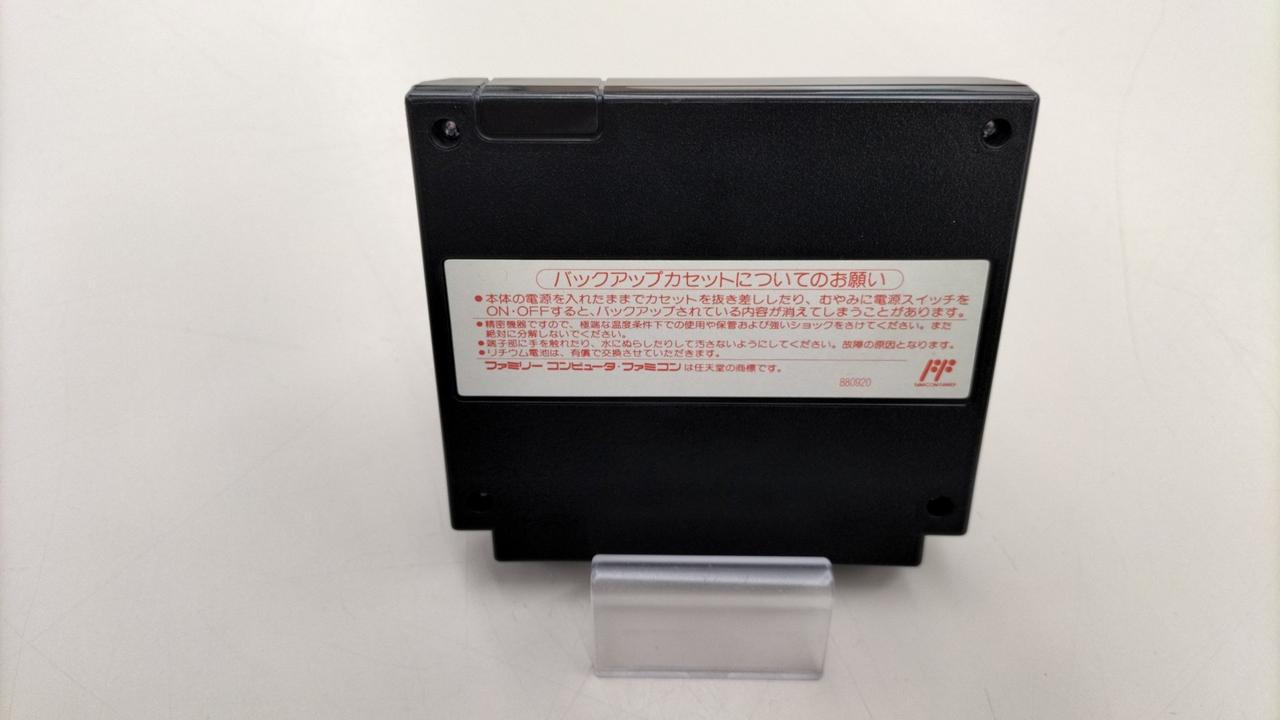 バックアップカセットについてのお願い
●本体の電源を入れたままでカセットを抜き差ししたり、むやみに電源スイッチを
ON・OFFすると、バックアップされている内容が消えてしまうことがあります。
●精密機器ですので、極端な温度条件下での使用や保管および強いショックをさけてください。また
絶対に分解しないでください。
●端子部に手を触れたり、水にぬらしたりして汚さないようにしてください。故障の原因となります。
●リチウム電池は、有償で交換させていただきます。
ファミリー コンピュータ・ファミコンは任天堂の商標です。
880920
FF